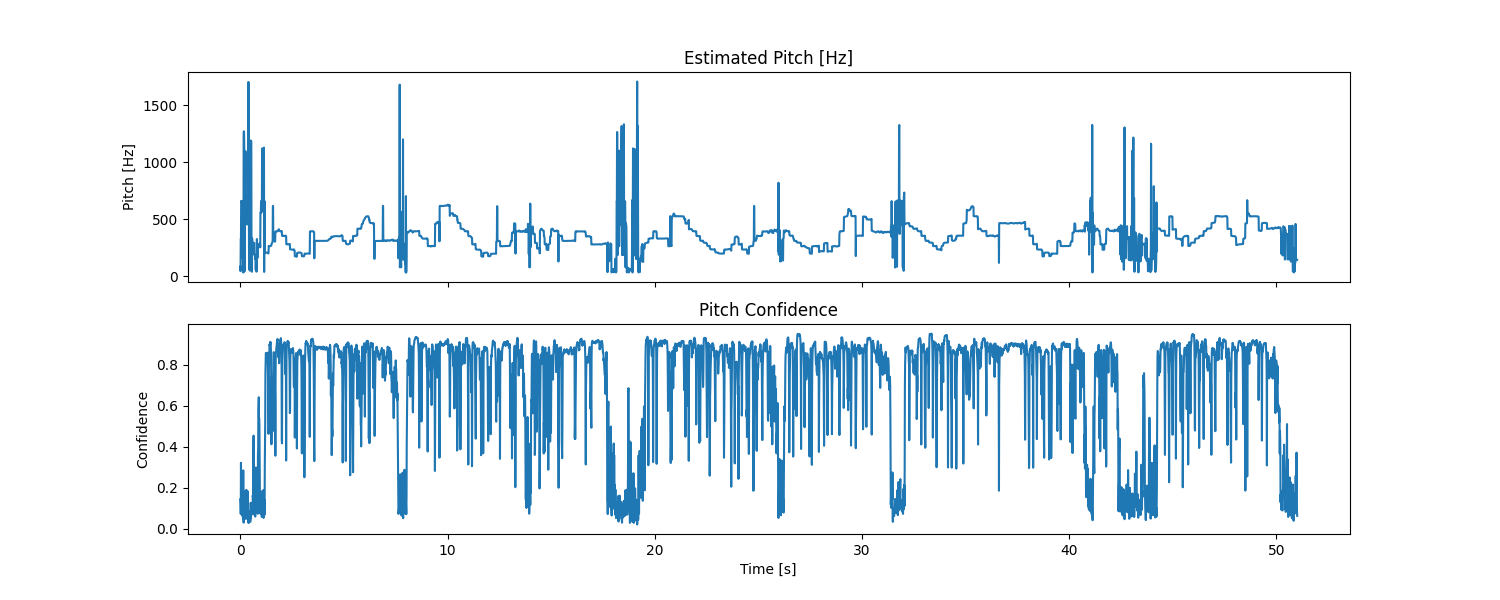 Estimated Pitch [Hz]
Pitch [Hz]
1500
1000
500
0
Pitch Confidence
Confidence
0.8
0.6
0.4
0.2
0.0
0 10 20 30 40 50
Time [s]